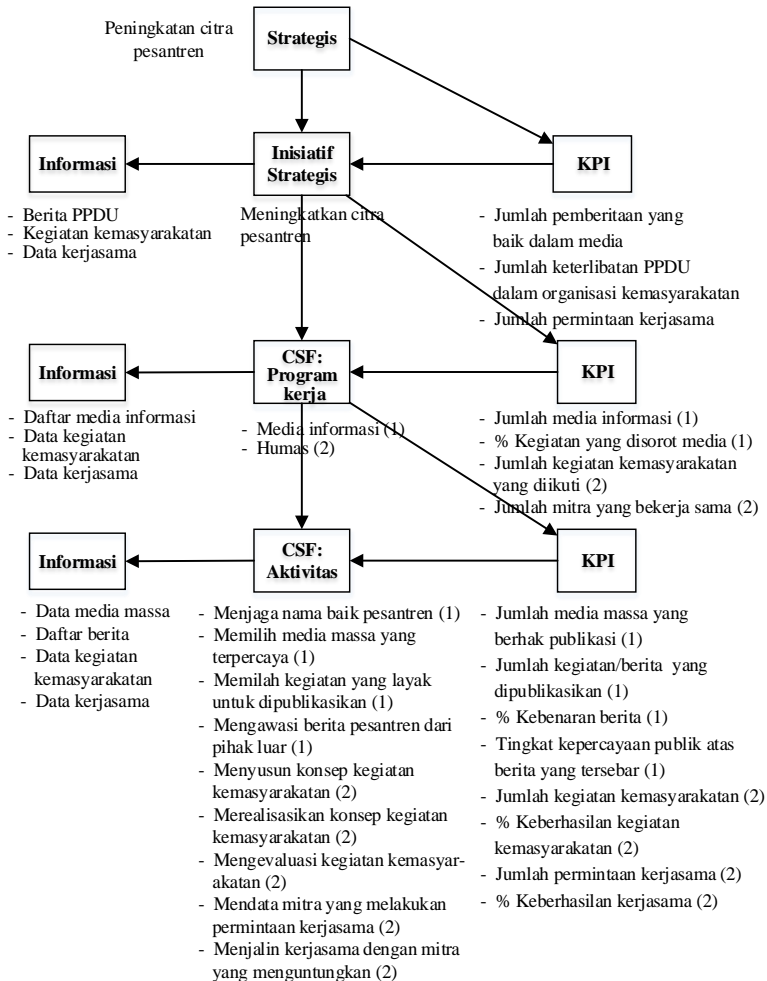 Peningkatan citra
pesantren
Strategis
Informasi
Inisiatif
Strategis
KPI
- Berita PPDU
- Kegiatan kemasyarakatan
- Data kerjasama
Meningkatkan citra
pesantren
- Jumlah pemberitaan yang
baik dalam media
- Jumlah keterlibatan PPDU
dalam organisasi kemasyarakatan
- Jumlah permintaan kerjasama
Informasi
CSF:
Program
kerja
KPI
- Daftar media informasi
- Data kegiatan
kemasyarakatan
- Data kerjasama
- Media informasi (1)
- Humas (2)
- Jumlah media informasi (1)
- % Kegiatan yang disorot media (1)
- Jumlah kegiatan kemasyarakatan
yang diikuti (2)
- Jumlah mitra yang bekerja sama (2)
Informasi
CSF:
Aktivitas
KPI
- Data media massa
- Daftar berita
- Data kegiatan
kemasyarakatan
- Data kerjasama
- Menjaga nama baik pesantren (1)
- Memilih media massa yang
terpercaya (1)
- Memilah kegiatan yang layak
untuk dipublikasikan (1)
- Mengawasi berita pesantren dari
pihak luar (1)
- Menyusun konsep kegiatan
kemasyarakatan (2)
- Merealisasikan konsep kegiatan
kemasyarakatan (2)
- Mengevaluasi kegiatan kemasyar-
akatan (2)
- Mendata mitra yang melakukan
permintaan kerjasama (2)
- Menjalin kerjasama dengan mitra
yang menguntungkan (2)
- Jumlah media massa yang
berhak publikasi (1)
- Jumlah kegiatan/berita yang
dipublikasikan (1)
- % Kebenaran berita (1)
- Tingkat kepercayaan publik atas
berita yang tersebar (1)
- Jumlah kegiatan kemasyarakatan (2)
- % Keberhasilan kegiatan
kemasyarakatan (2)
- Jumlah permintaan kerjasama (2)
- % Keberhasilan kerjasama (2)